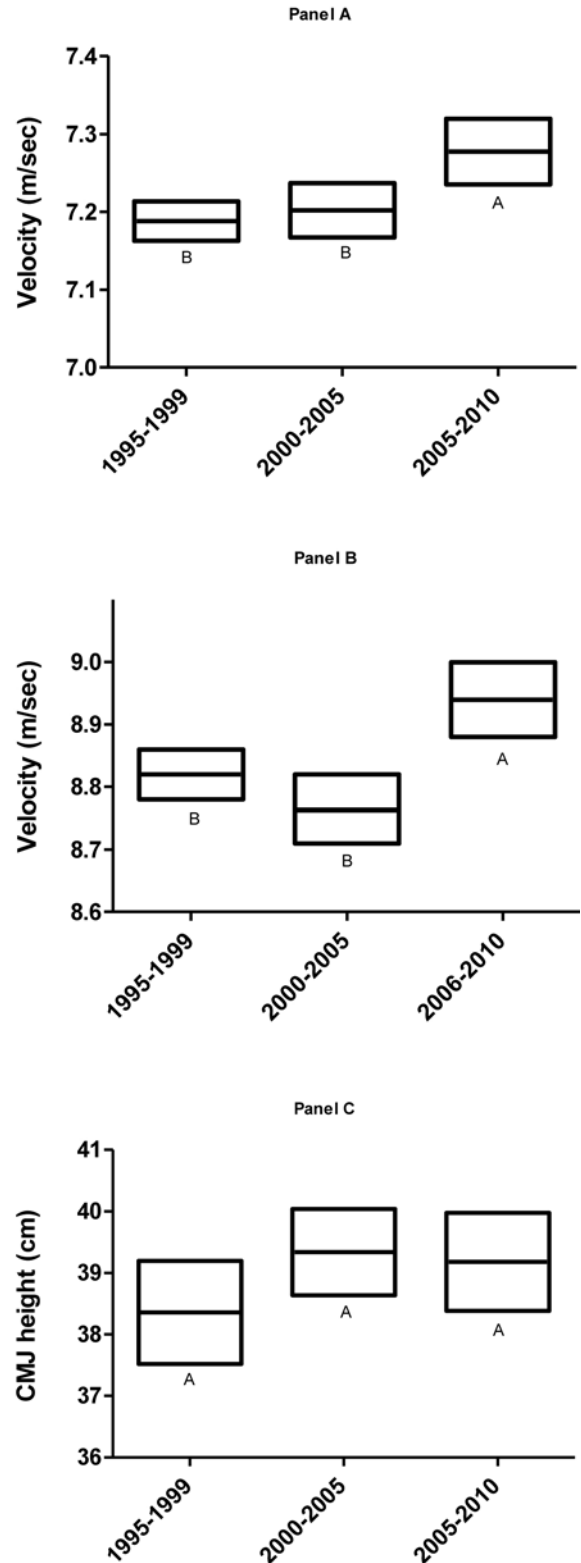 Panel A
Velocity (m/sec)
7.4
7.3
7.2
7.1
7.0
B
B
A
1995-1999
2000-2005
2005-2010
Panel B
Velocity (m/sec)
9.0
8.9
8.8
8.7
8.6
B
B
A
1995-1999
2000-2005
2006-2010
Panel C
CMJ height (cm)
41
40
39
38
37
36
A
A
A
1995-1999
2000-2005
2005-2010